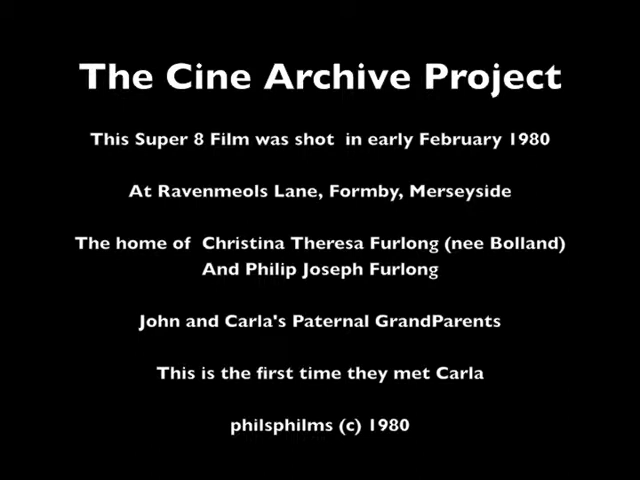 The Cine Archive Project
This Super 8 Film was shot in early February 1980
At Ravenmeols Lane, Formby, Merseyside
The home of Christina Theresa Furlong (nee Bolland)
And Philip Joseph Furlong
John and Carla's Paternal GrandParents
This is the first time they met Carla
philsphilms (c) 1980